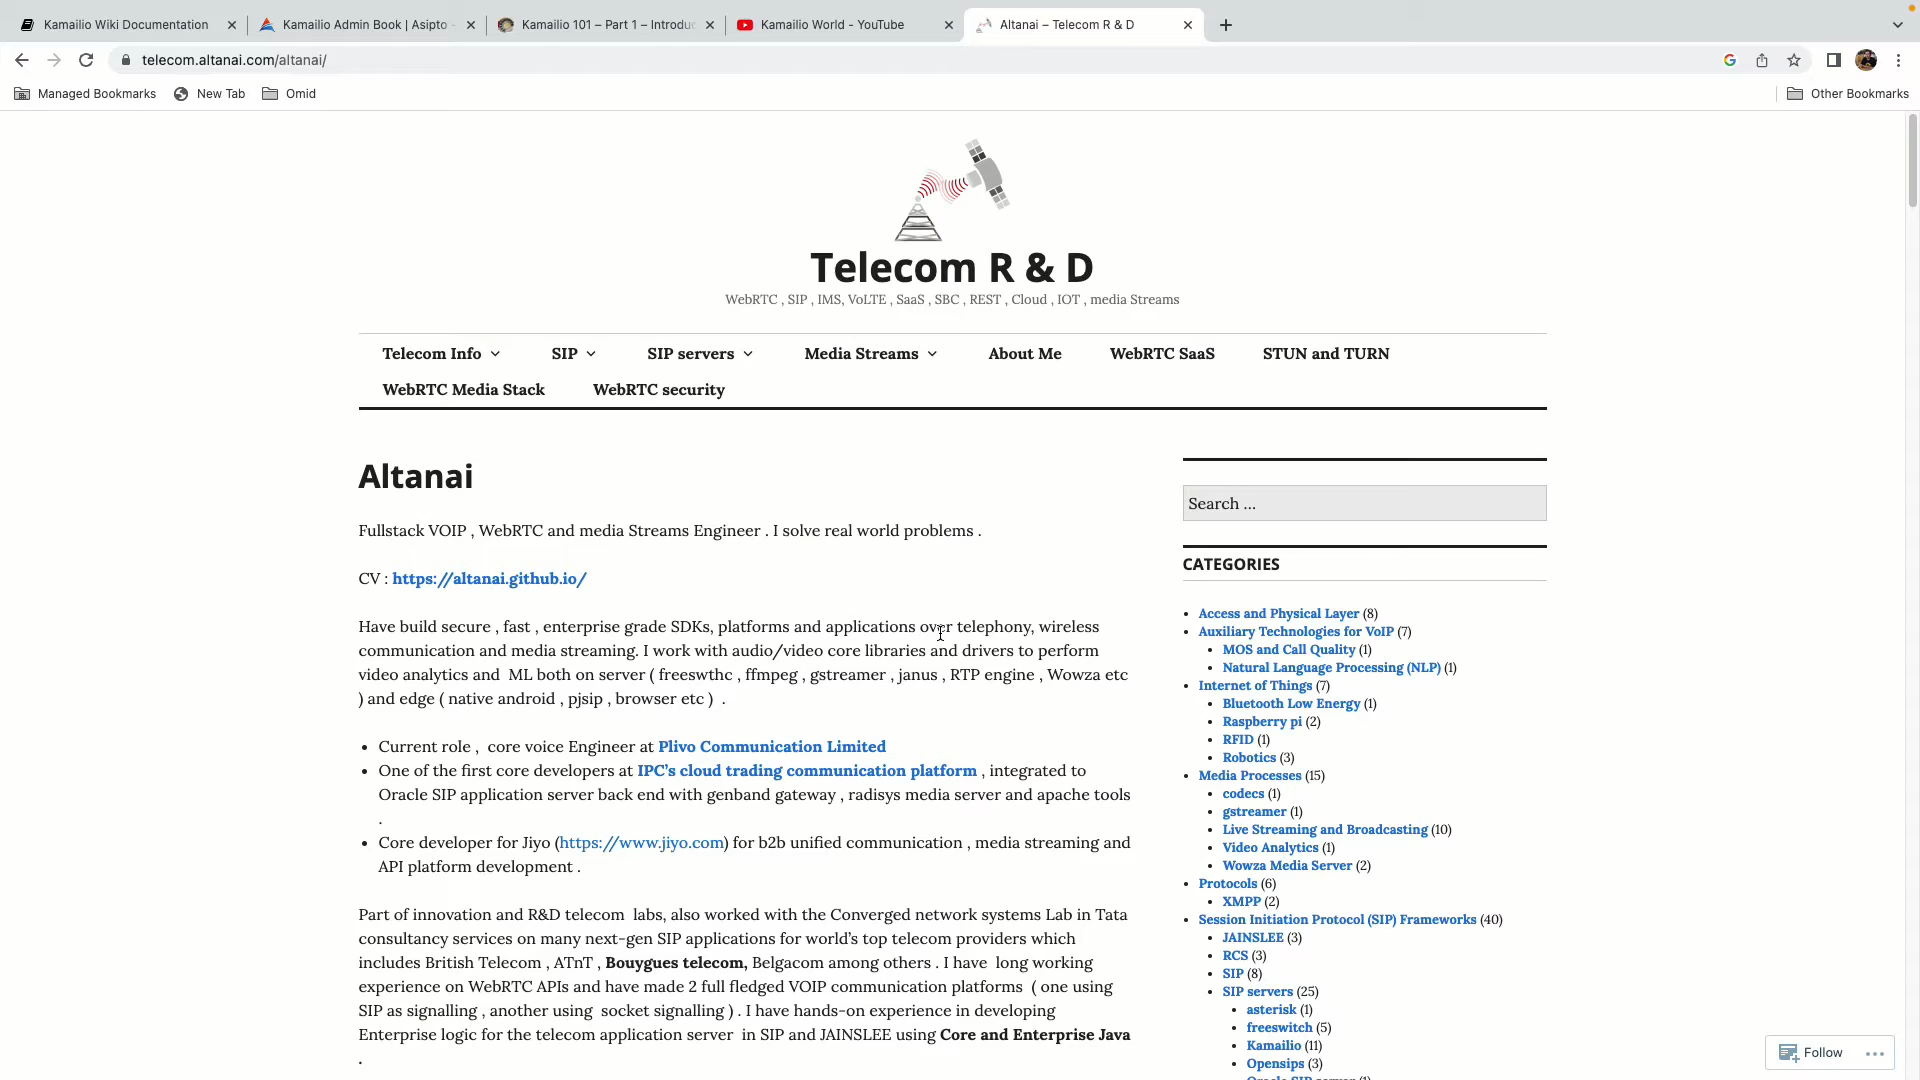 Kamailio Wiki Documentation
Kamailio Admin Book | Asipto -
Kamailio 101 – Part 1 – Introduc
Kamailio World - YouTube
Altanai – Telecom R & D
telecom.altanai.com/altanai/
Managed Bookmarks
New Tab
Omid
Other Bookmarks
Telecom R & D
WebRTC , SIP , IMS, VoLTE , SaaS , SBC , REST , Cloud , IOT , media Streams
Telecom Info
SIP
SIP servers
Media Streams
About Me
WebRTC SaaS
STUN and TURN
WebRTC Media Stack
WebRTC security
Altanai
Fullstack VOIP , WebRTC and media Streams Engineer . I solve real world problems .
CV : https://altanai.github.io/
Have build secure , fast , enterprise grade SDKs, platforms and applications over telephony, wireless
communication and media streaming. I work with audio/video core libraries and drivers to perform
video analytics and ML both on server ( freeswthc , ffmpeg , gstreamer , janus , RTP engine , Wowza etc
) and edge ( native android , pjsip , browser etc ) .
• Current role , core voice Engineer at Plivo Communication Limited
• One of the first core developers at IPC's cloud trading communication platform , integrated to
Oracle SIP application server back end with genband gateway , radisys media server and apache tools
.
• Core developer for Jiyo (https://www.jiyo.com) for b2b unified communication , media streaming and
API platform development .
Part of innovation and R&D telecom labs, also worked with the Converged network systems Lab in Tata
consultancy services on many next-gen SIP applications for world's top telecom providers which
includes British Telecom , ATnT , Bouygues telecom, Belgacom among others . I have long working
experience on WebRTC APIs and have made 2 full fledged VOIP communication platforms ( one using
SIP as signalling , another using socket signalling ) . I have hands-on experience in developing
Enterprise logic for the telecom application server in SIP and JAINSLEE using Core and Enterprise Java
.
Search …
CATEGORIES
• Access and Physical Layer (8)
• Auxiliary Technologies for VoIP (7)
• MOS and Call Quality (1)
• Natural Language Processing (NLP) (1)
• Internet of Things (7)
• Bluetooth Low Energy (1)
• Raspberry pi (2)
• RFID (1)
• Robotics (3)
• Media Processes (15)
• codecs (1)
• gstreamer (1)
• Live Streaming and Broadcasting (10)
• Video Analytics (1)
• Wowza Media Server (2)
• Protocols (6)
• XMPP (2)
• Session Initiation Protocol (SIP) Frameworks (40)
• JAINSLEE (3)
• RCS (3)
• SIP (8)
• SIP servers (25)
• asterisk (1)
• freeswitch (5)
• Kamailio (11)
• Opensips (3)
Follow